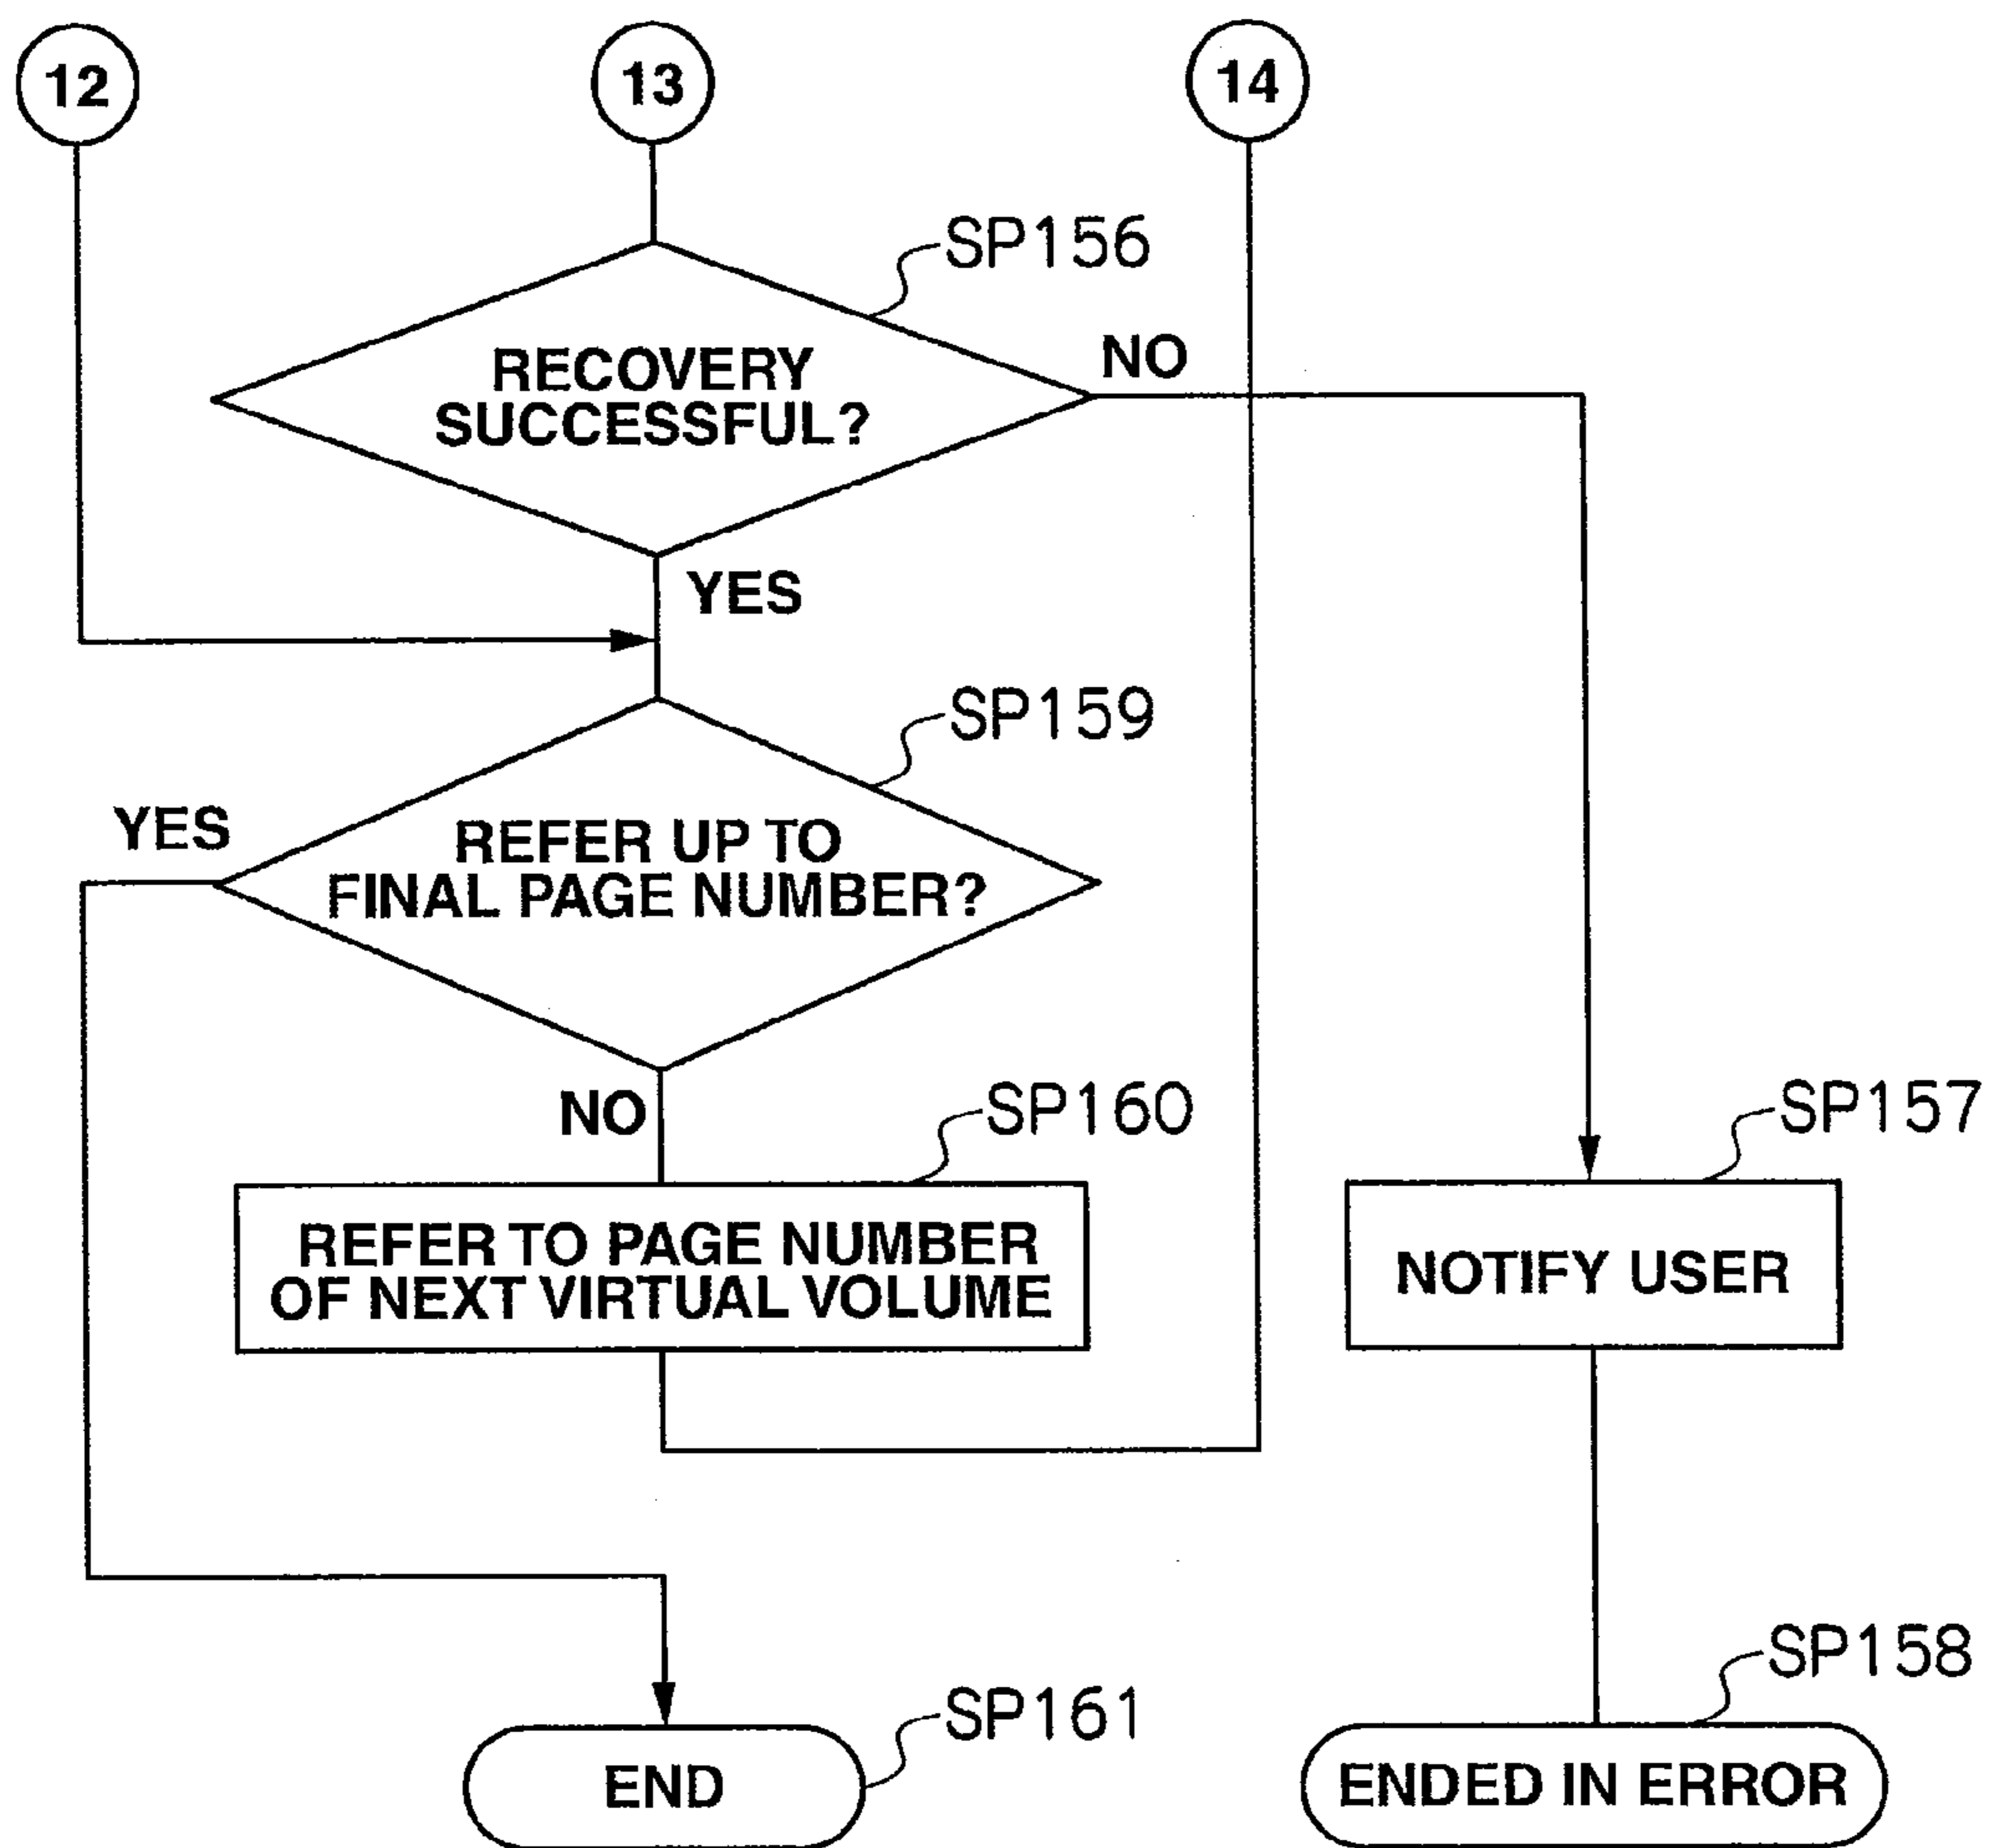 12
13
14
SP156
RECOVERY
SUCCESSFUL?
NO
YES
SP159
YES
REFER UP TO
FINAL PAGE NUMBER?
NO
SP160
REFER TO PAGE NUMBER
OF NEXT VIRTUAL VOLUME
SP157
NOTIFY USER
SP161
END
SP158
ENDED IN ERROR